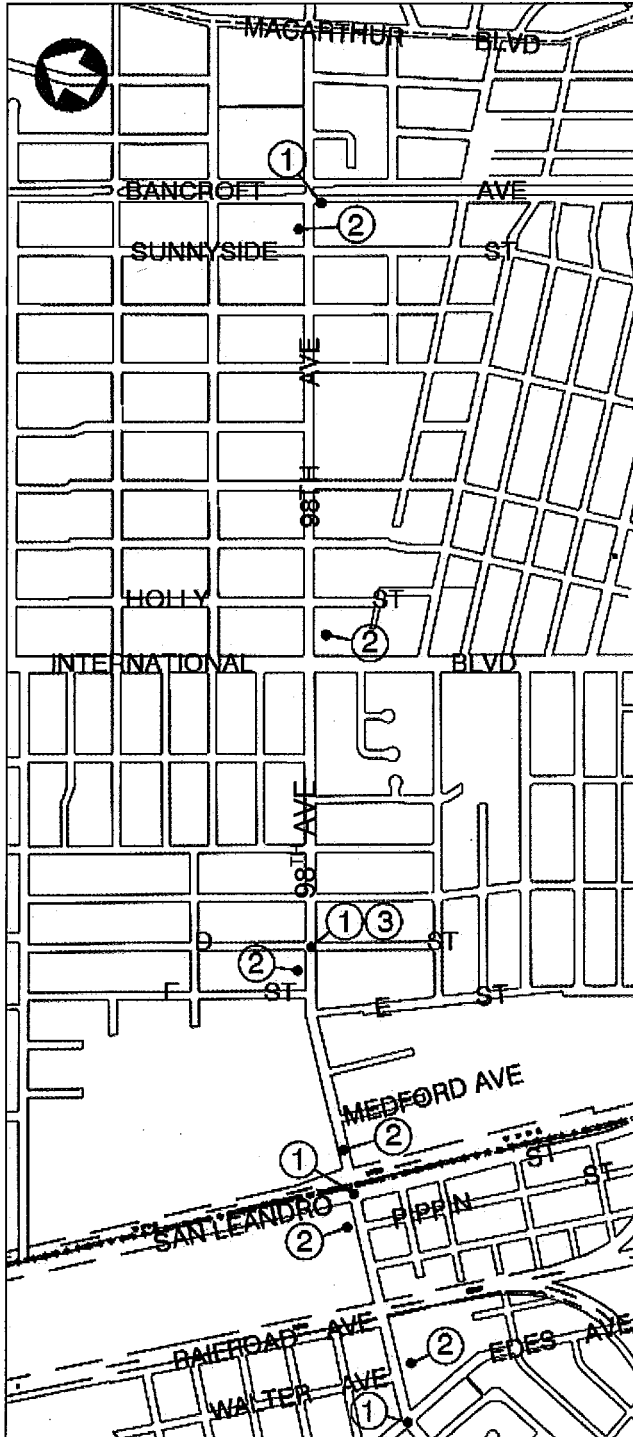 MACARTHUR BLVD
1
BANCROFT AVE
2
SUNNYSIDE ST
98TH AVE
HOLLY ST
2
INTERNATIONAL BLVD
98TH AVE
1 3
D ST
2
F ST E ST
MEDFORD AVE
2
1
ST
SAN LEANDRO PIPPIN ST
2
RAILROAD AVE
2
EDES AVE
WALTER AVE
1